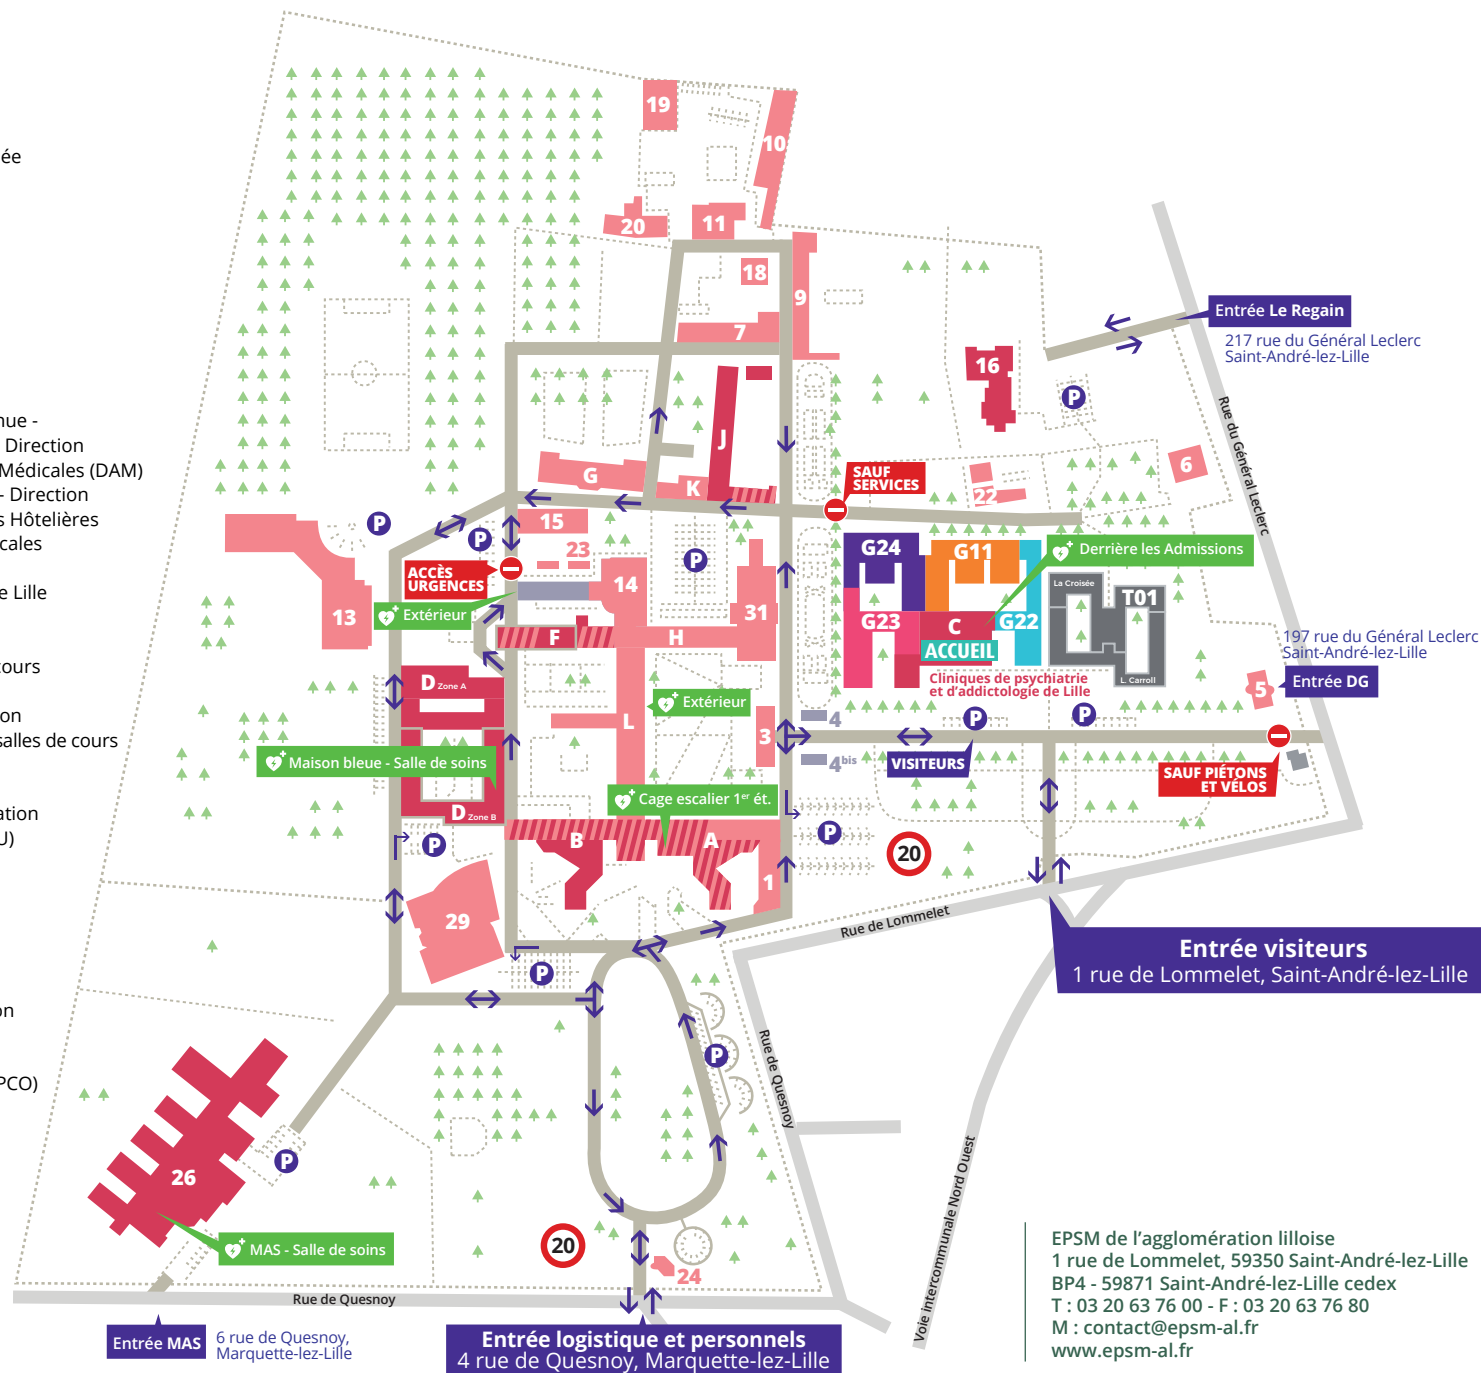 ée
nue -
Direction
Médicales (DAM)
- Direction
s Hôtelières
cales
e Lille
cours
on
salles de cours
ation
U)
on
PCO)
19
10
20
11
18
9
7
16
J
G
K
6
22
15
23
14
13
31
F
H
L
3
5
4
4bis
B
A
1
29
26
24
P
P
P
P
P
P
P
P
P
P
P
SAUF
SERVICES
ACCÈS
URGENCES
Extérieur
G24
G11
Derrière les Admissions
La Croisée
T01
L. Carroll
G23
C
G22
ACCUEIL
Cliniques de psychiatrie
et d’addictologie de Lille
D Zone A
D Zone B
Extérieur
Maison bleue - Salle de soins
Cage escalier 1er ét.
VISITEURS
SAUF PIÉTONS
ET VÉLOS
20
20
Entrée Le Regain
217 rue du Général Leclerc
Saint-André-lez-Lille
Rue du Général Leclerc
197 rue du Général Leclerc
Saint-André-lez-Lille
Entrée DG
Rue de Lommelet
Entrée visiteurs
1 rue de Lommelet, Saint-André-lez-Lille
Rue de Quesnoy
Voie intercommunale Nord Ouest
MAS - Salle de soins
Rue de Quesnoy
Entrée MAS
6 rue de Quesnoy,
Marquette-lez-Lille
Entrée logistique et personnels
4 rue de Quesnoy, Marquette-lez-Lille
EPSM de l’agglomération lilloise
1 rue de Lommelet, 59350 Saint-André-lez-Lille
BP4 - 59871 Saint-André-lez-Lille cedex
T : 03 20 63 76 00 - F : 03 20 63 76 80
M : contact@epsm-al.fr
www.epsm-al.fr